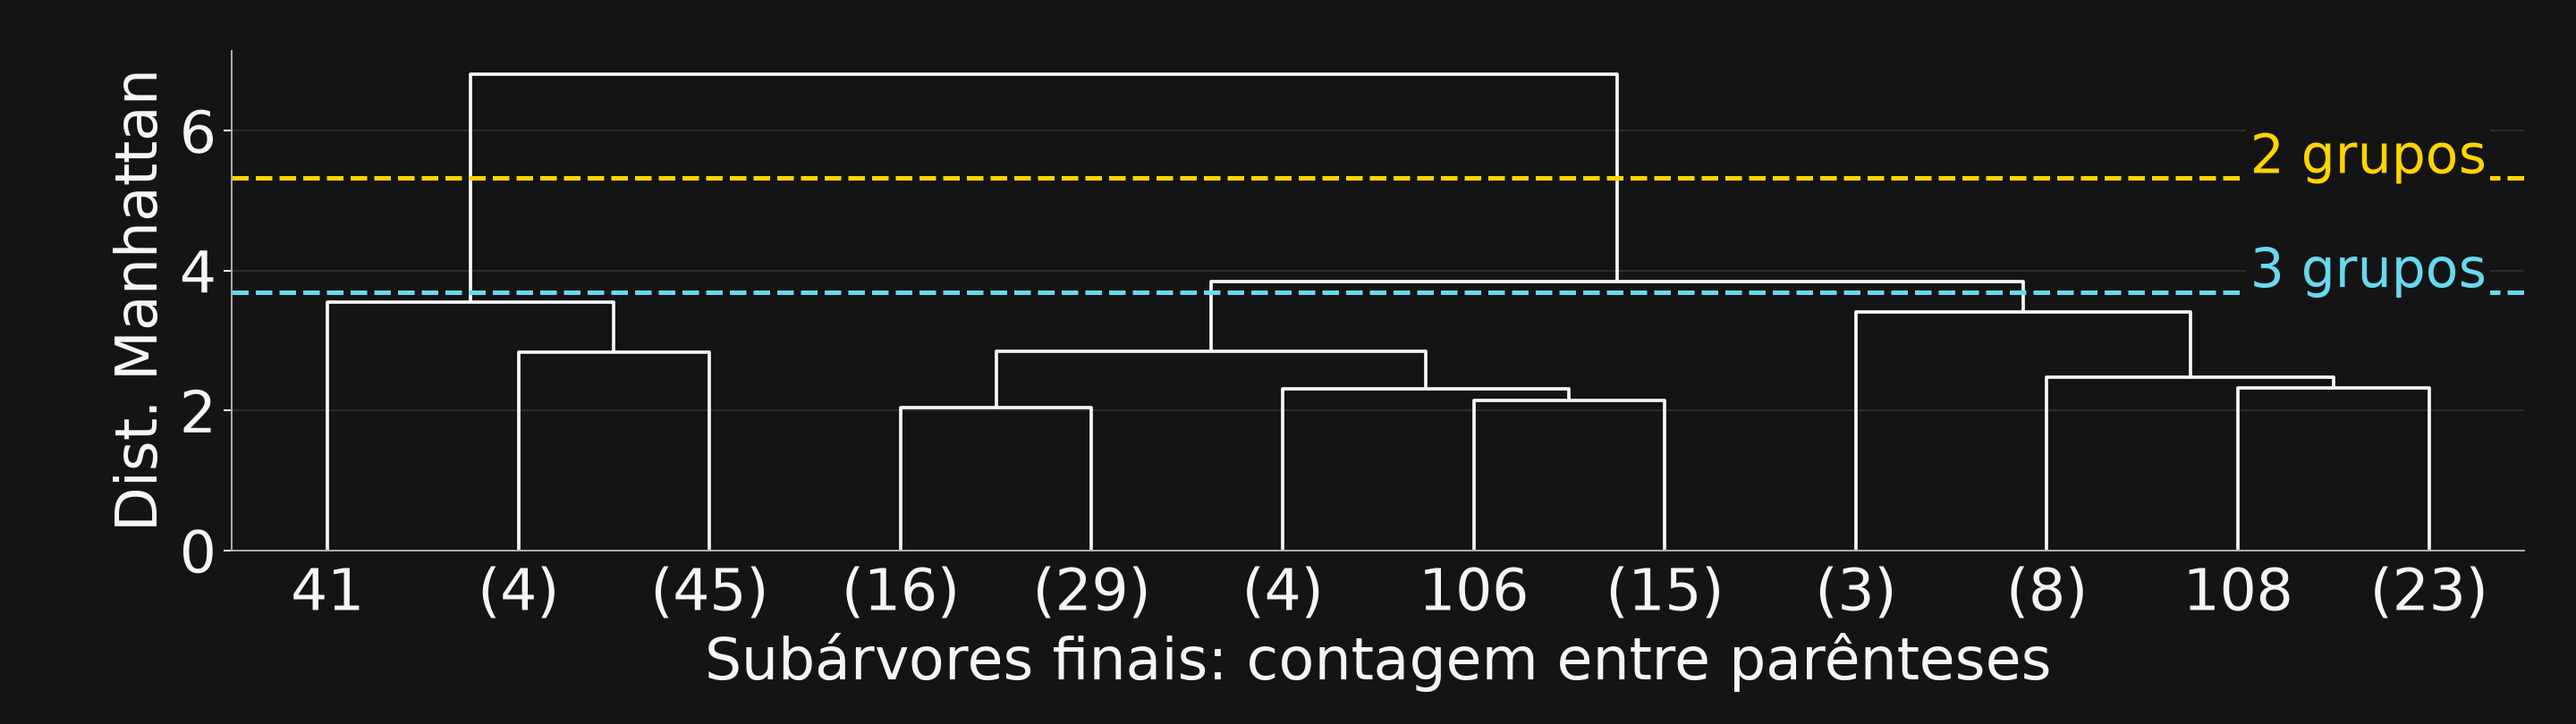 Dist. Manhattan
6
4
2
0
2 grupos
3 grupos
41 (4) (45) (16) (29) (4) 106 (15) (3) (8) 108 (23)
Subárvores finais: contagem entre parênteses